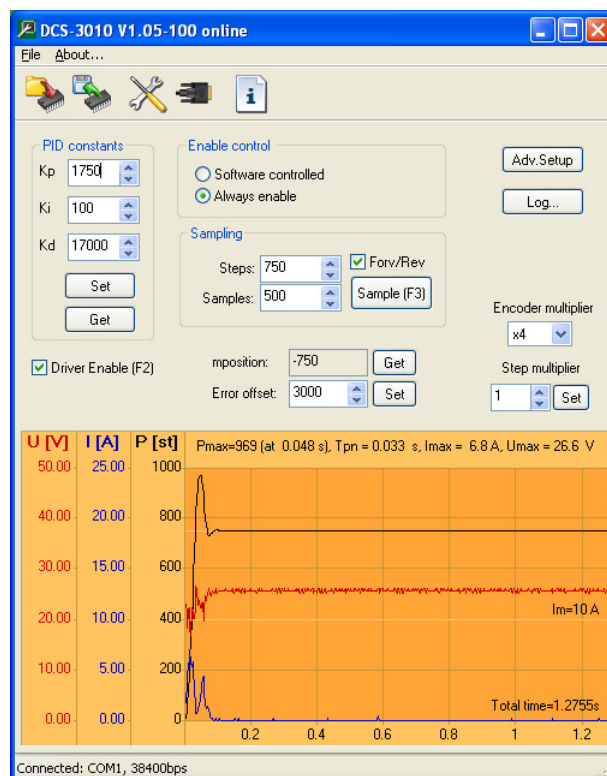 DCS-3010 V1.05-100 online
File About...
PID constants
Kp 1750
Ki 100
Kd 17000
Set
Get
Enable control
Software controlled
Always enable
Adv.Setup
Log...
Sampling
Steps: 750
Forv/Rev
Samples: 500
Sample (F3)
Encoder multiplier
x4
Driver Enable (F2)
mposition: -750 Get
Error offset: 3000 Set
Step multiplier
1 Set
U [V] I [A] P [st] Pmax=969 (at 0.048 s), Tpn = 0.033 s, Imax = 6.8 A, Umax = 26.6 V
50.00 25.00 1000
40.00 20.00 800
30.00 15.00 600
20.00 10.00 400
Im=10 A
10.00 5.00 200
Total time=1.2755s
0.00 0.00 0
0.2 0.4 0.6 0.8 1 1.2
Connected: COM1, 38400bps